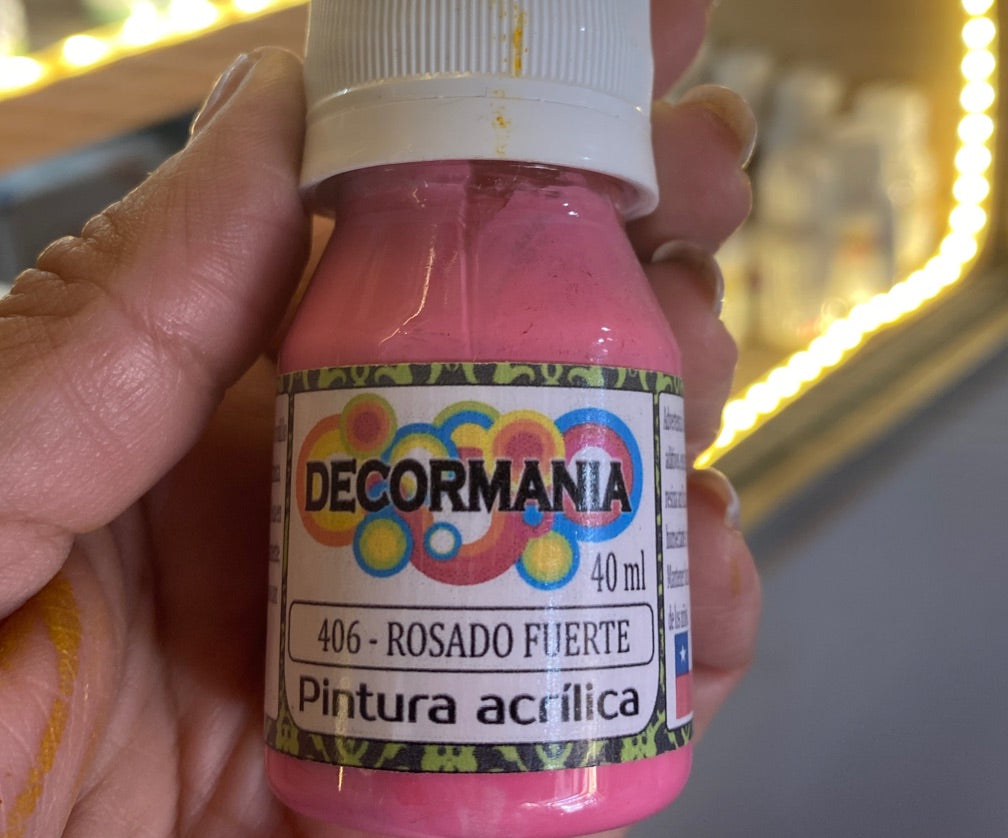 DECORMANIA
40 ml
406 - ROSADO FUERTE
Pintura acrílica